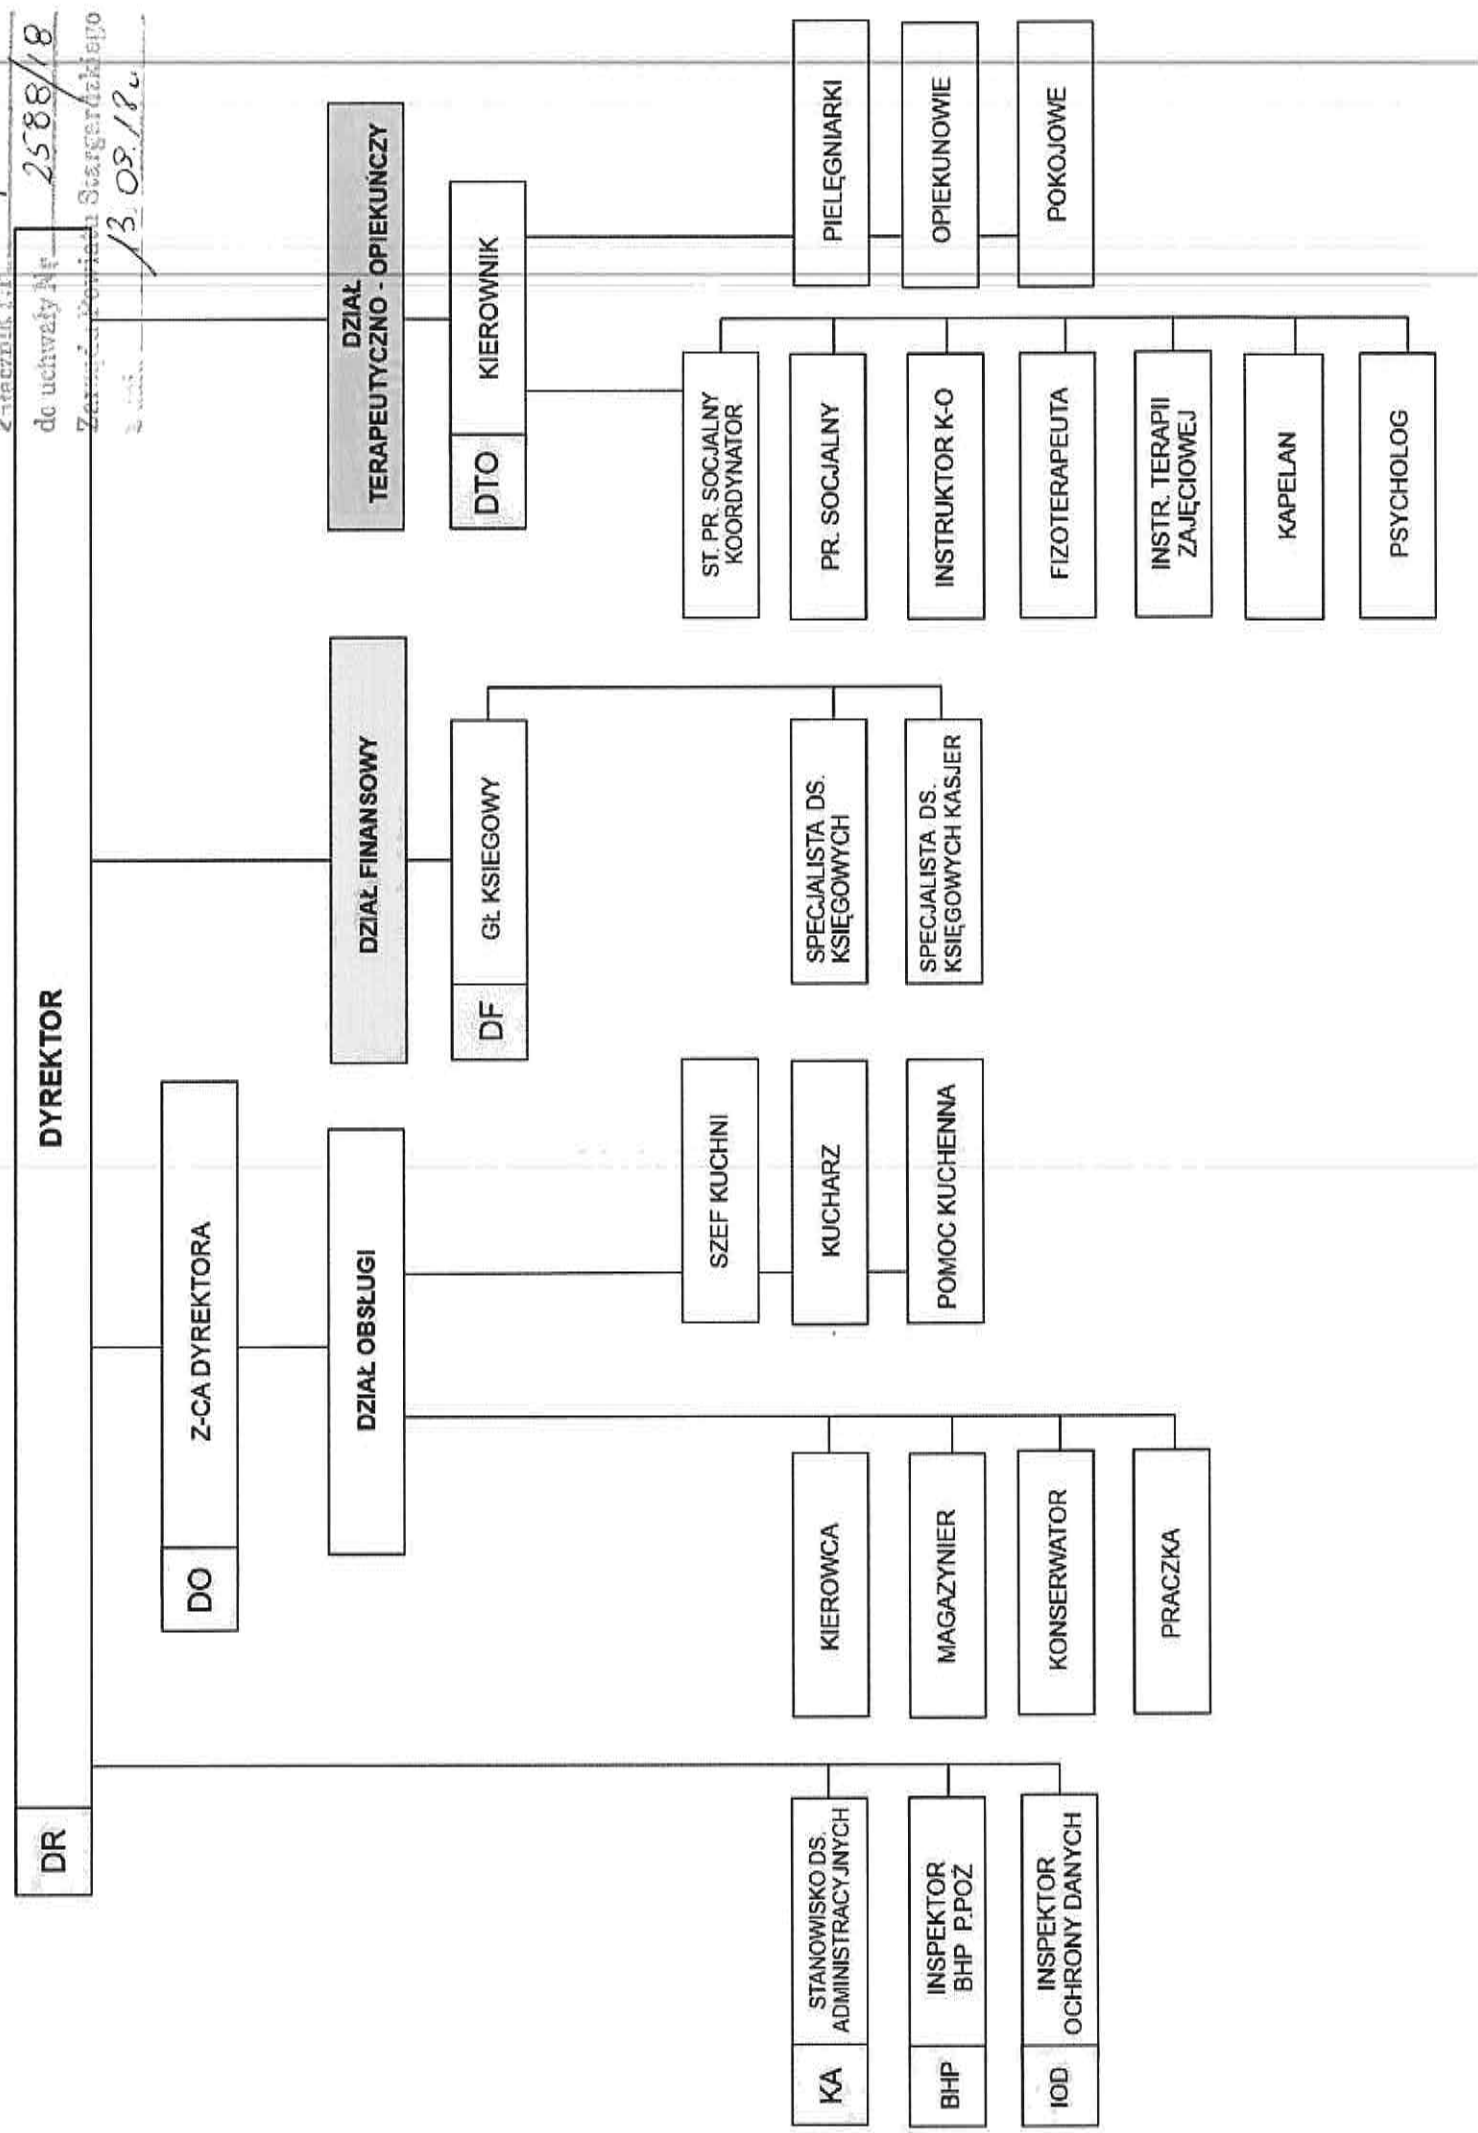 do uchwały Nr 2588/18
Zarządu Powiatu Stargardzkiego
13.09.18
DR
DYREKTOR
DO
Z-CA DYREKTORA
DZIAŁ OBSŁUGI
DZIAŁ FINANSOWY
DZIAŁ
TERAPEUTYCZNO - OPIEKUŃCZY
DF
GŁ KSIEGOWY
DTO
KIEROWNIK
KA
STANOWISKO DS.
ADMINISTRACYJNYCH
BHP
INSPEKTOR
BHP P.POŻ
IOD
INSPEKTOR
OCHRONY DANYCH
KIEROWCA
MAGAZYNIER
KONSERWATOR
PRACZKA
SZEF KUCHNI
KUCHARZ
POMOC KUCHENNA
SPECJALISTA DS.
KSIĘGOWYCH
SPECJALISTA DS.
KSIĘGOWYCH KASJER
ST. PR. SOCJALNY
KOORDYNATOR
PR. SOCJALNY
INSTRUKTOR K-O
FIZOTERAPEUTA
INSTR. TERAPII
ZAJĘCIOWEJ
KAPELAN
PSYCHOLOG
PIELĘGNIARKI
OPIEKUNOWIE
POKOJOWE